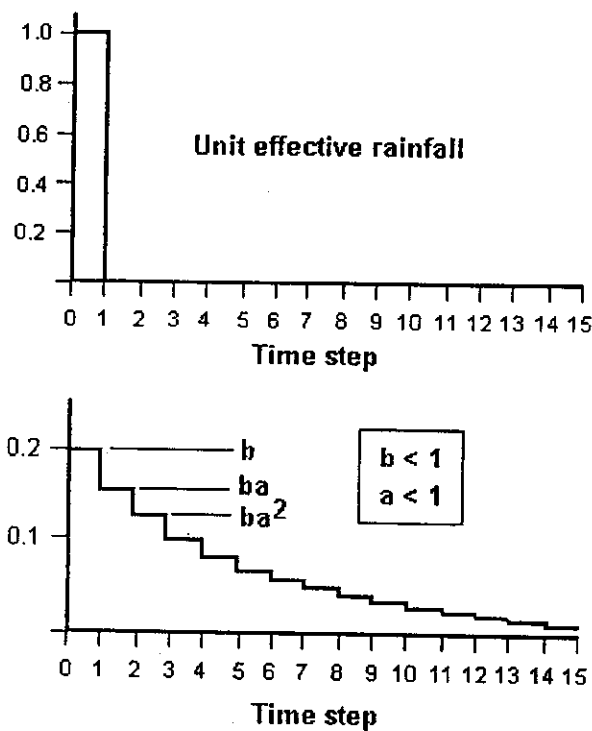 1.0
0.8
0.6
Unit effective rainfall
0.4
0.2
0 1 2 3 4 5 6 7 8 9 10 11 12 13 14 15
Time step
0.2
b
b < 1
ba
a < 1
ba²
0.1
0 1 2 3 4 5 6 7 8 9 10 11 12 13 14 15
Time step